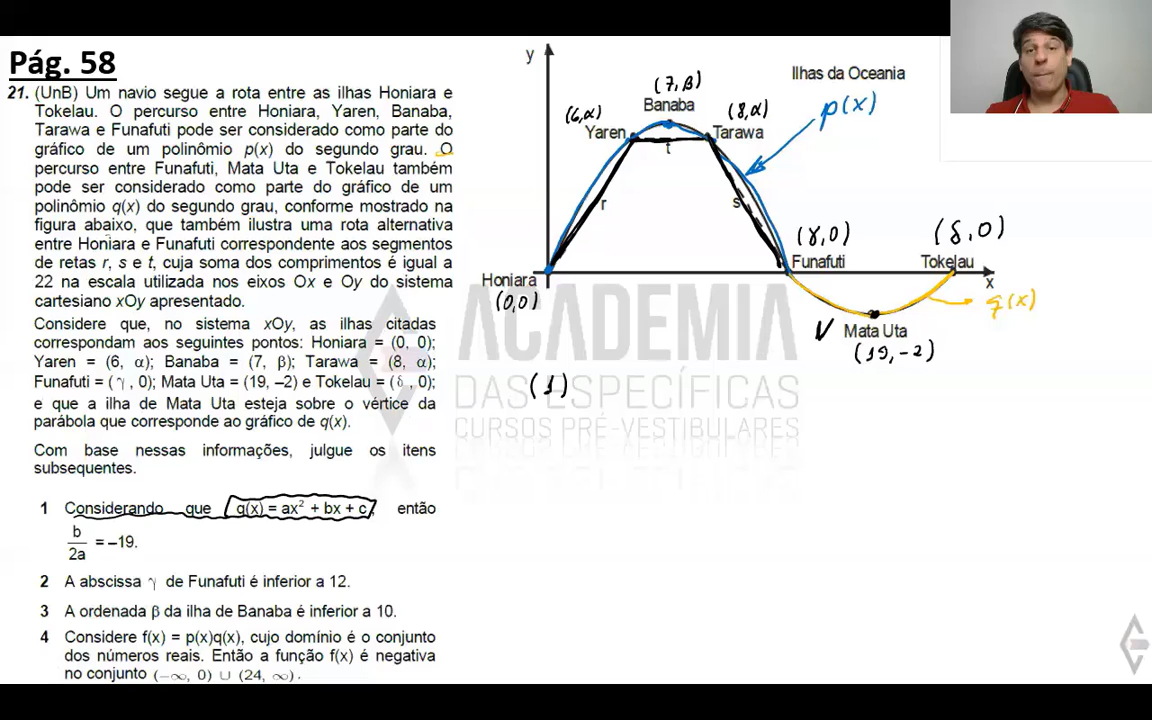 Pág. 58
21. (UnB) Um navio segue a rota entre as ilhas Honiara e
Tokelau. O percurso entre Honiara, Yaren, Banaba,
Tarawa e Funafuti pode ser considerado como parte do
gráfico de um polinômio p(x) do segundo grau. O
percurso entre Funafuti, Mata Uta e Tokelau também
pode ser considerado como parte do gráfico de um
polinômio q(x) do segundo grau, conforme mostrado na
figura abaixo, que também ilustra uma rota alternativa
entre Honiara e Funafuti correspondente aos segmentos
de retas r, s e t, cuja soma dos comprimentos é igual a
22 na escala utilizada nos eixos Ox e Oy do sistema
cartesiano xOy apresentado.
Considere que, no sistema xOy, as ilhas citadas
correspondam aos seguintes pontos: Honiara = (0, 0);
Yaren = (6, α); Banaba = (7, β); Tarawa = (8, α);
Funafuti = (γ, 0); Mata Uta = (19, –2) e Tokelau = (δ, 0);
e que a ilha de Mata Uta esteja sobre o vértice da
parábola que corresponde ao gráfico de q(x).
Com base nessas informações, julgue os itens
subsequentes.
1 Considerando que q(x) = ax² + bx + c, então
b
2a = –19.
2 A abscissa γ de Funafuti é inferior a 12.
3 A ordenada β da ilha de Banaba é inferior a 10.
4 Considere f(x) = p(x)q(x), cujo domínio é o conjunto
dos números reais. Então a função f(x) é negativa
no conjunto (–∞, 0) ∪ (24, ∞).
y
Ilhas da Oceania
(7, β)
Banaba
p(x)
(6, α)
(8, α)
Yaren
Tarawa
t
r
s
(γ, 0)
(δ, 0)
Funafuti
Tokelau
Honiara
x
(0,0)
q(x)
V Mata Uta
(19, -2)
(1)
ACADEMIA
DAS ESPECÍFICAS
CURSOS PRÉ-VESTIBULARES